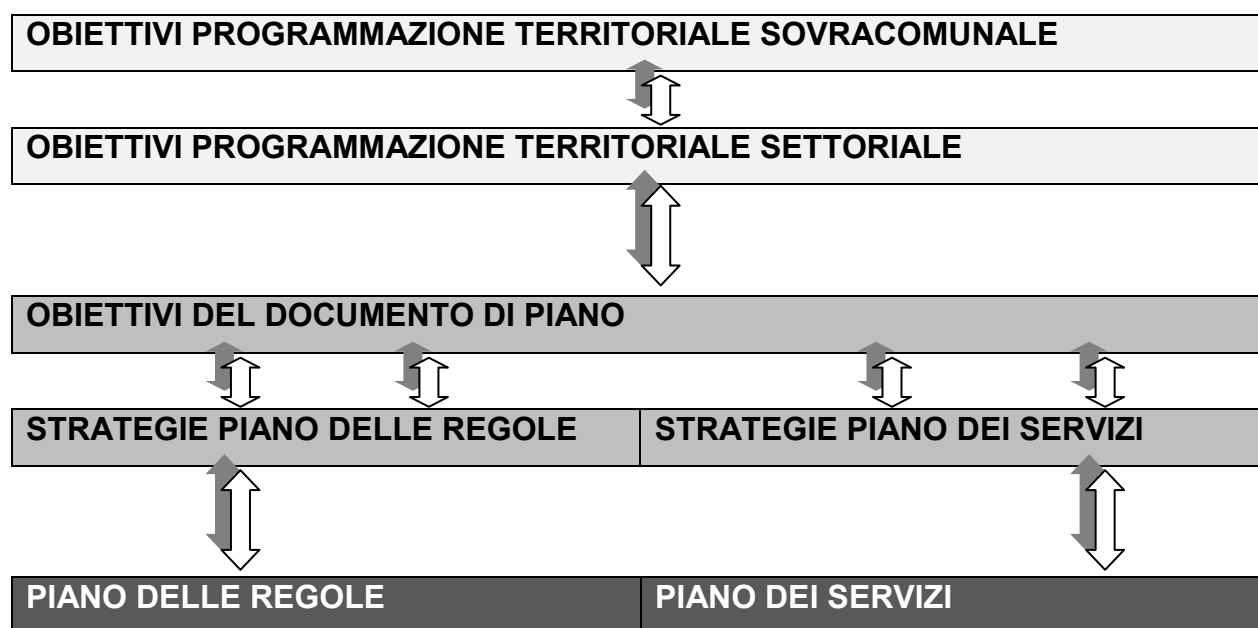 OBIETTIVI PROGRAMMAZIONE TERRITORIALE SOVRACOMUNALE
OBIETTIVI PROGRAMMAZIONE TERRITORIALE SETTORIALE
OBIETTIVI DEL DOCUMENTO DI PIANO
STRATEGIE PIANO DELLE REGOLE
STRATEGIE PIANO DEI SERVIZI
PIANO DELLE REGOLE
PIANO DEI SERVIZI